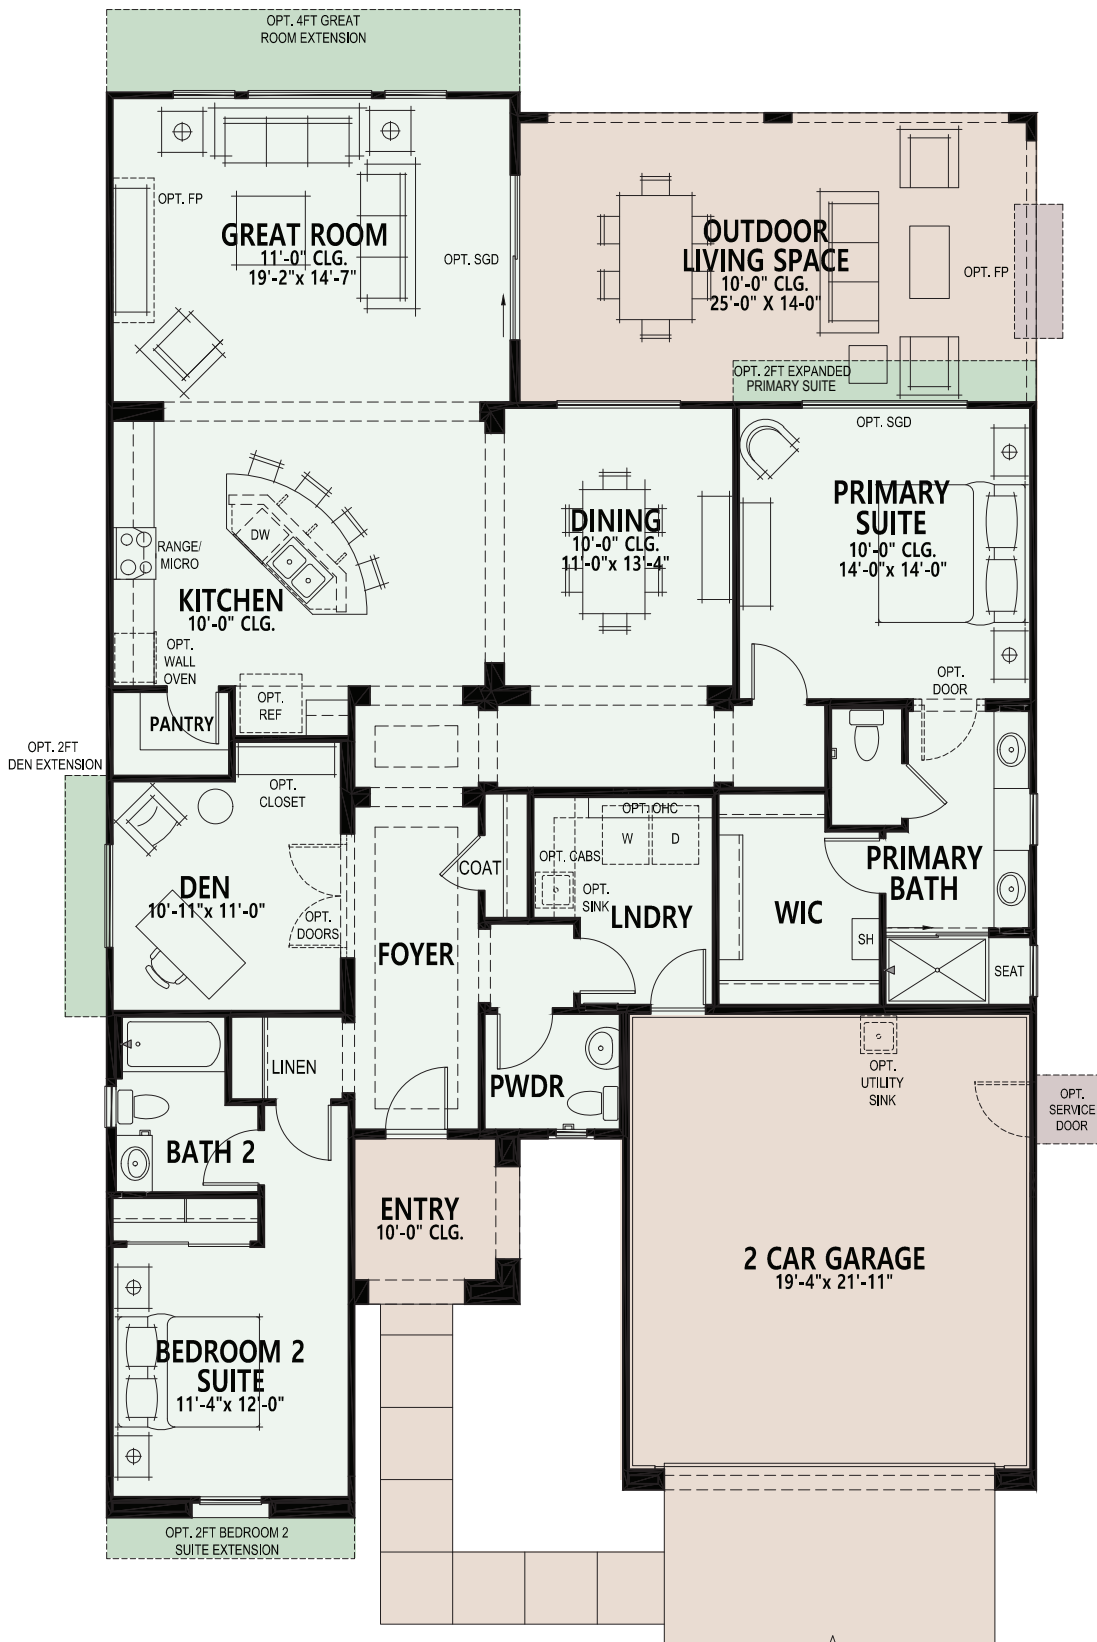 OPT. 4FT GREAT
ROOM EXTENSION
OPT. FP
GREAT ROOM
11'-0" CLG.
19'-2"x 14'-7"
OPT. SGD
OUTDOOR
LIVING SPACE
10'-0" CLG.
25'-0" X 14-0"
OPT. FP
OPT. 2FT EXPANDED
PRIMARY SUITE
OPT. SGD
PRIMARY
SUITE
10'-0" CLG.
14'-0"x 14'-0"
DINING
10'-0" CLG.
11'-0"x 13'-4"
DW
RANGE/
MICRO
KITCHEN
10'-0" CLG.
OPT.
WALL
OVEN
OPT.
REF
PANTRY
OPT.
DOOR
OPT. 2FT
DEN EXTENSION
OPT.
CLOSET
DEN
10'-11"x 11'-0"
OPT.
DOORS
FOYER
COAT
OPT. OHC
W
D
OPT. CABS
OPT.
SINK
LNDRY
WIC
SH
PRIMARY
BATH
SEAT
LINEN
PWDR
BATH 2
OPT.
UTILITY
SINK
OPT.
SERVICE
DOOR
ENTRY
10'-0" CLG.
2 CAR GARAGE
19'-4"x 21'-11"
BEDROOM 2
SUITE
11'-4"x 12'-0"
OPT. 2FT BEDROOM 2
SUITE EXTENSION